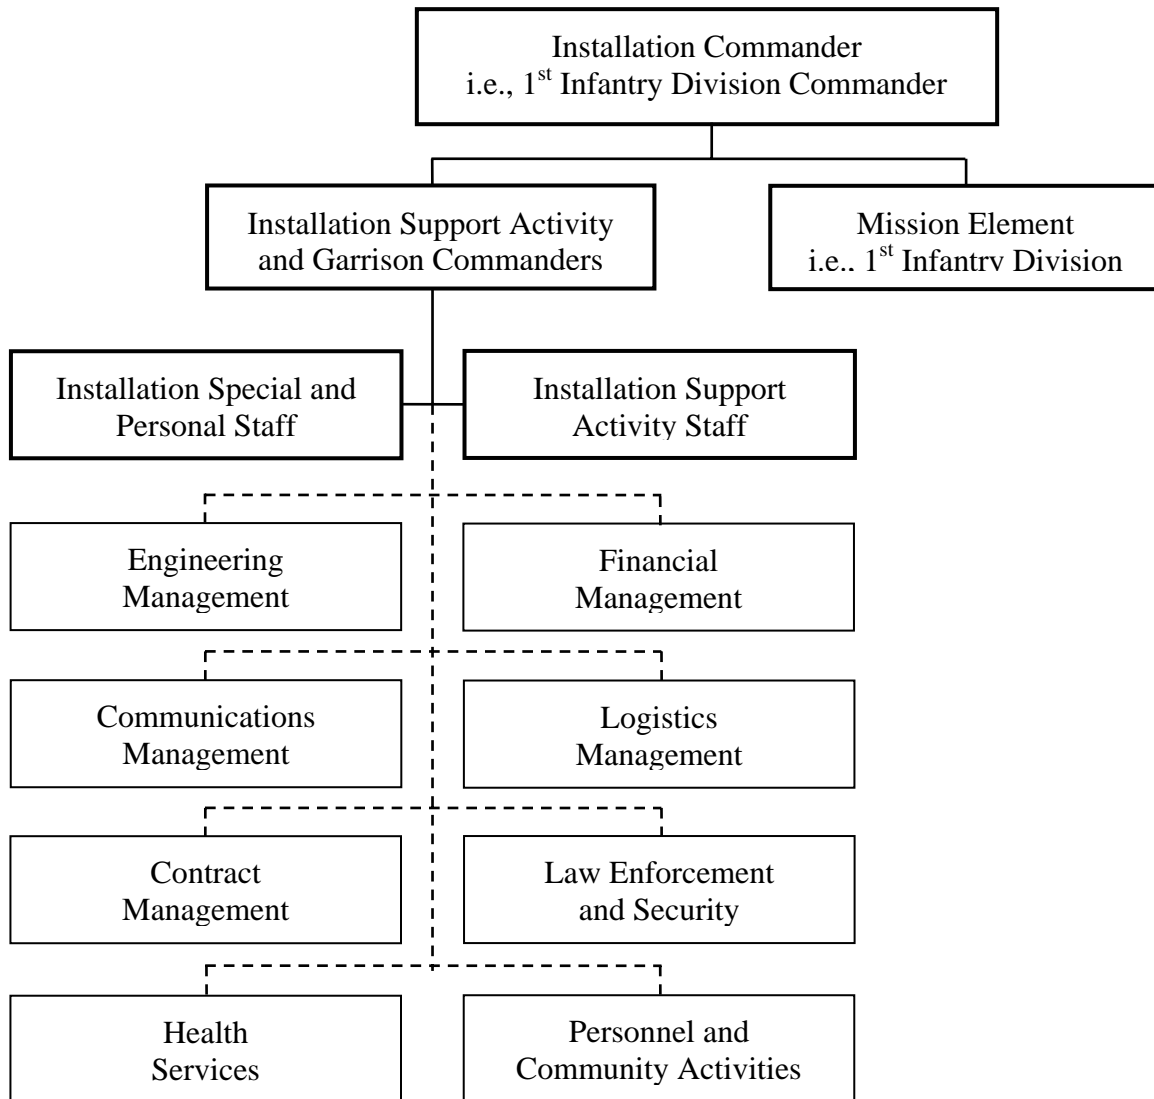 Installation Commander
i.e., 1st Infantry Division Commander
Installation Support Activity
and Garrison Commanders
Mission Element
i.e., 1st Infantry Division
Installation Special and
Personal Staff
Installation Support
Activity Staff
Engineering
Management
Financial
Management
Communications
Management
Logistics
Management
Contract
Management
Law Enforcement
and Security
Health
Services
Personnel and
Community Activities